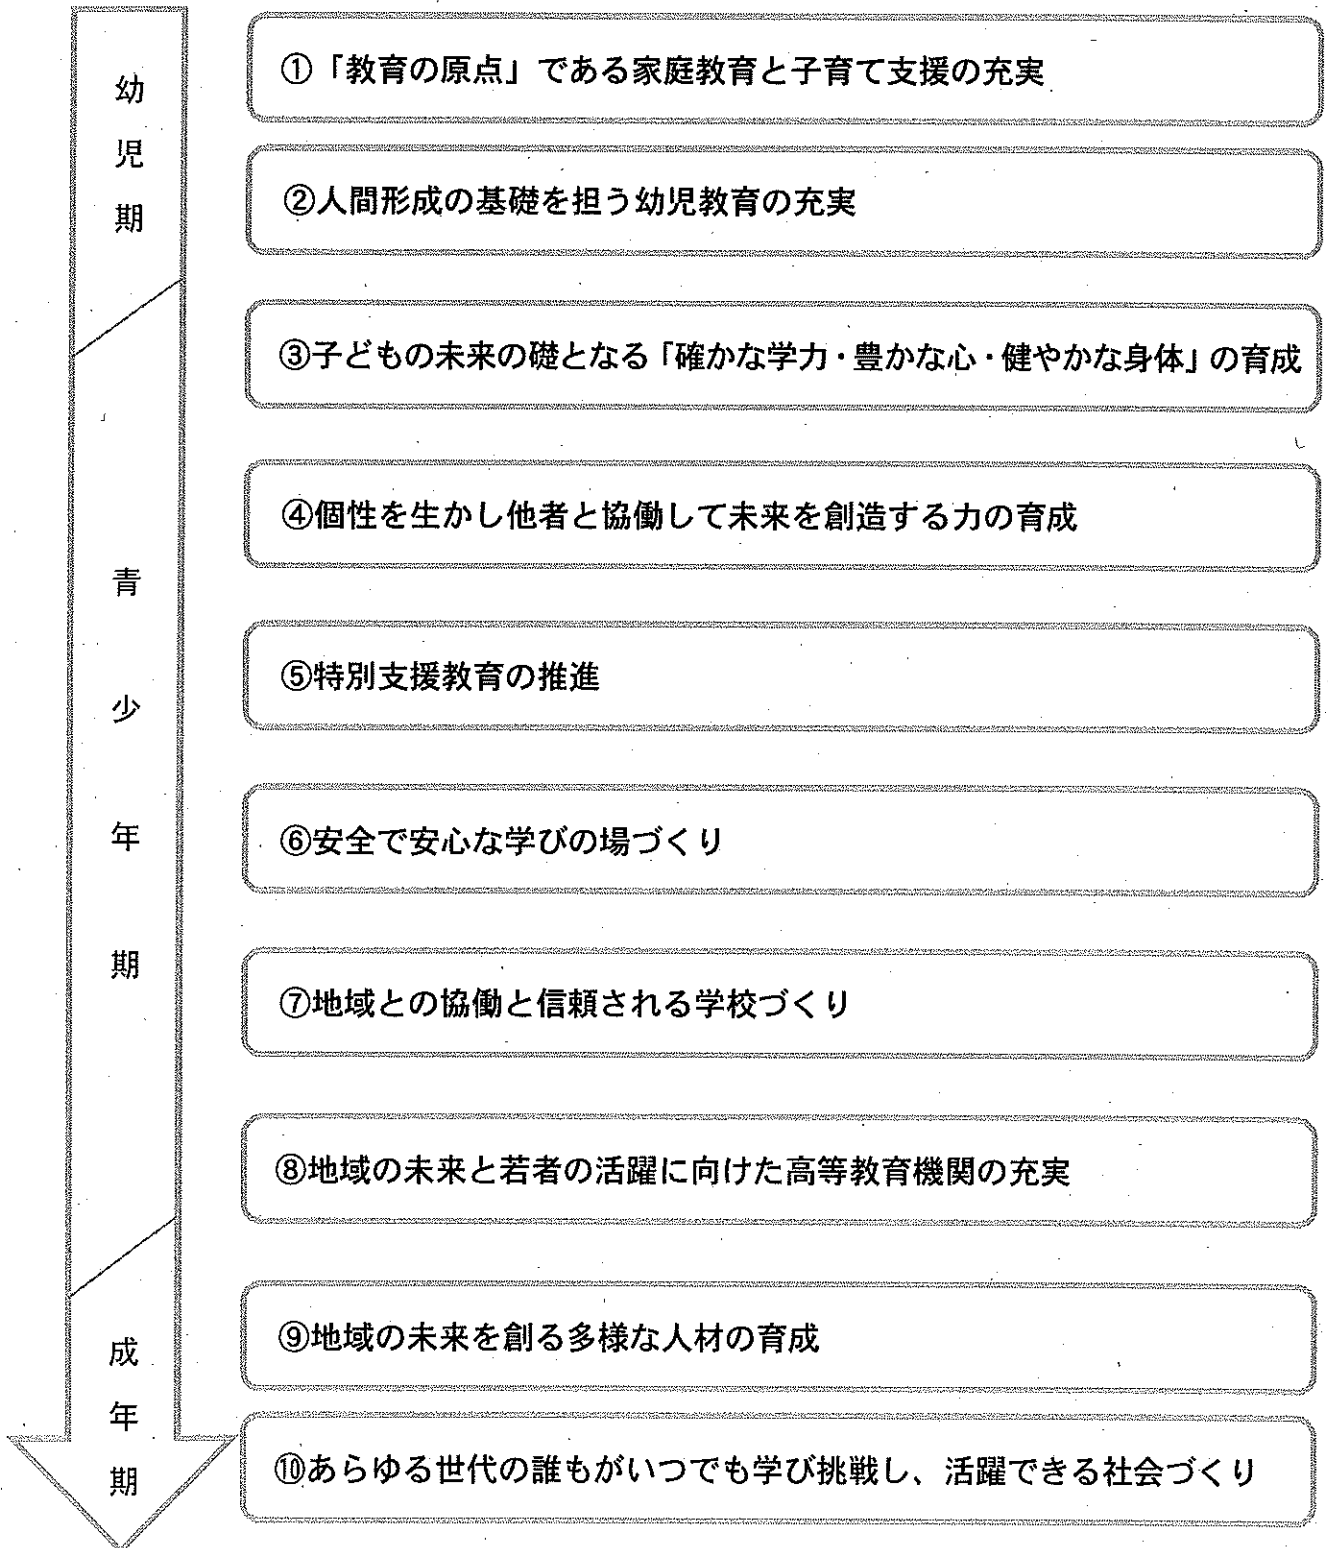 幼児期
①「教育の原点」である家庭教育と子育て支援の充実
②人間形成の基礎を担う幼児教育の充実
青少年期
③子どもの未来の礎となる「確かな学力・豊かな心・健やかな身体」の育成
④個性を生かし他者と協働して未来を創造する力の育成
⑤特別支援教育の推進
⑥安全で安心な学びの場づくり
⑦地域との協働と信頼される学校づくり
⑧地域の未来と若者の活躍に向けた高等教育機関の充実
成年期
⑨地域の未来を創る多様な人材の育成
⑩あらゆる世代の誰もがいつでも学び挑戦し、活躍できる社会づくり